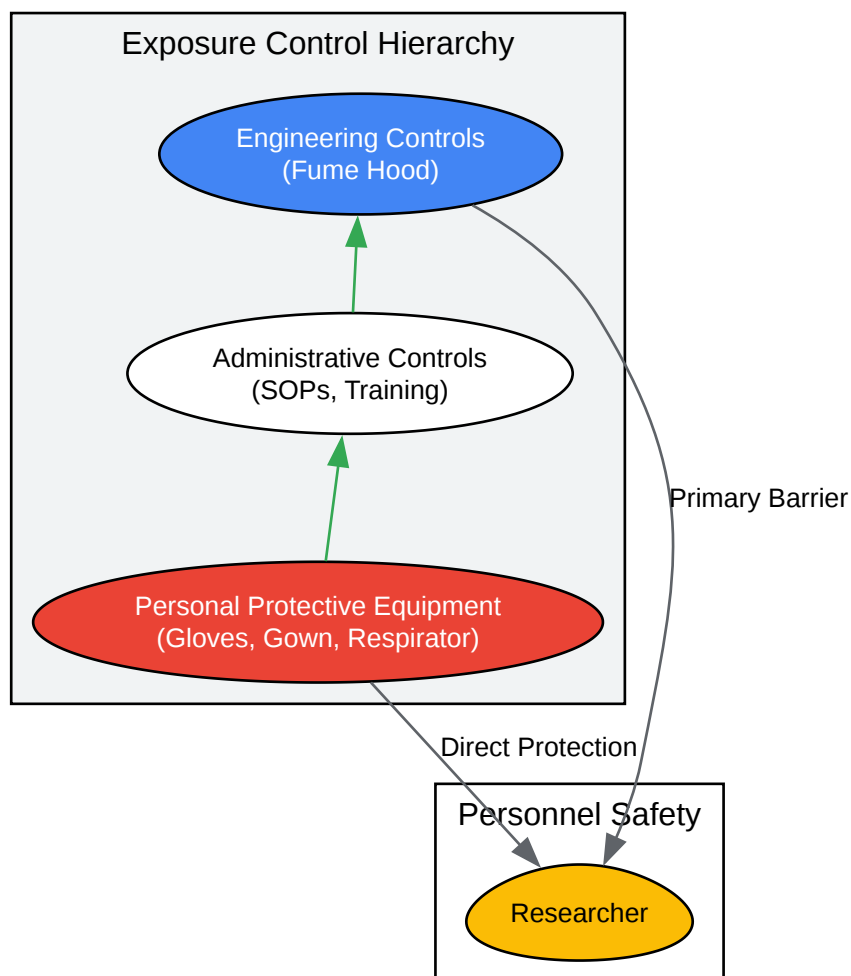 Exposure Control Hierarchy
Engineering Controls
(Fume Hood)
Administrative Controls
(SOPs, Training)
Primary Barrier
Personal Protective Equipment
(Gloves, Gown, Respirator)
Direct Protection
Personnel Safety
Researcher